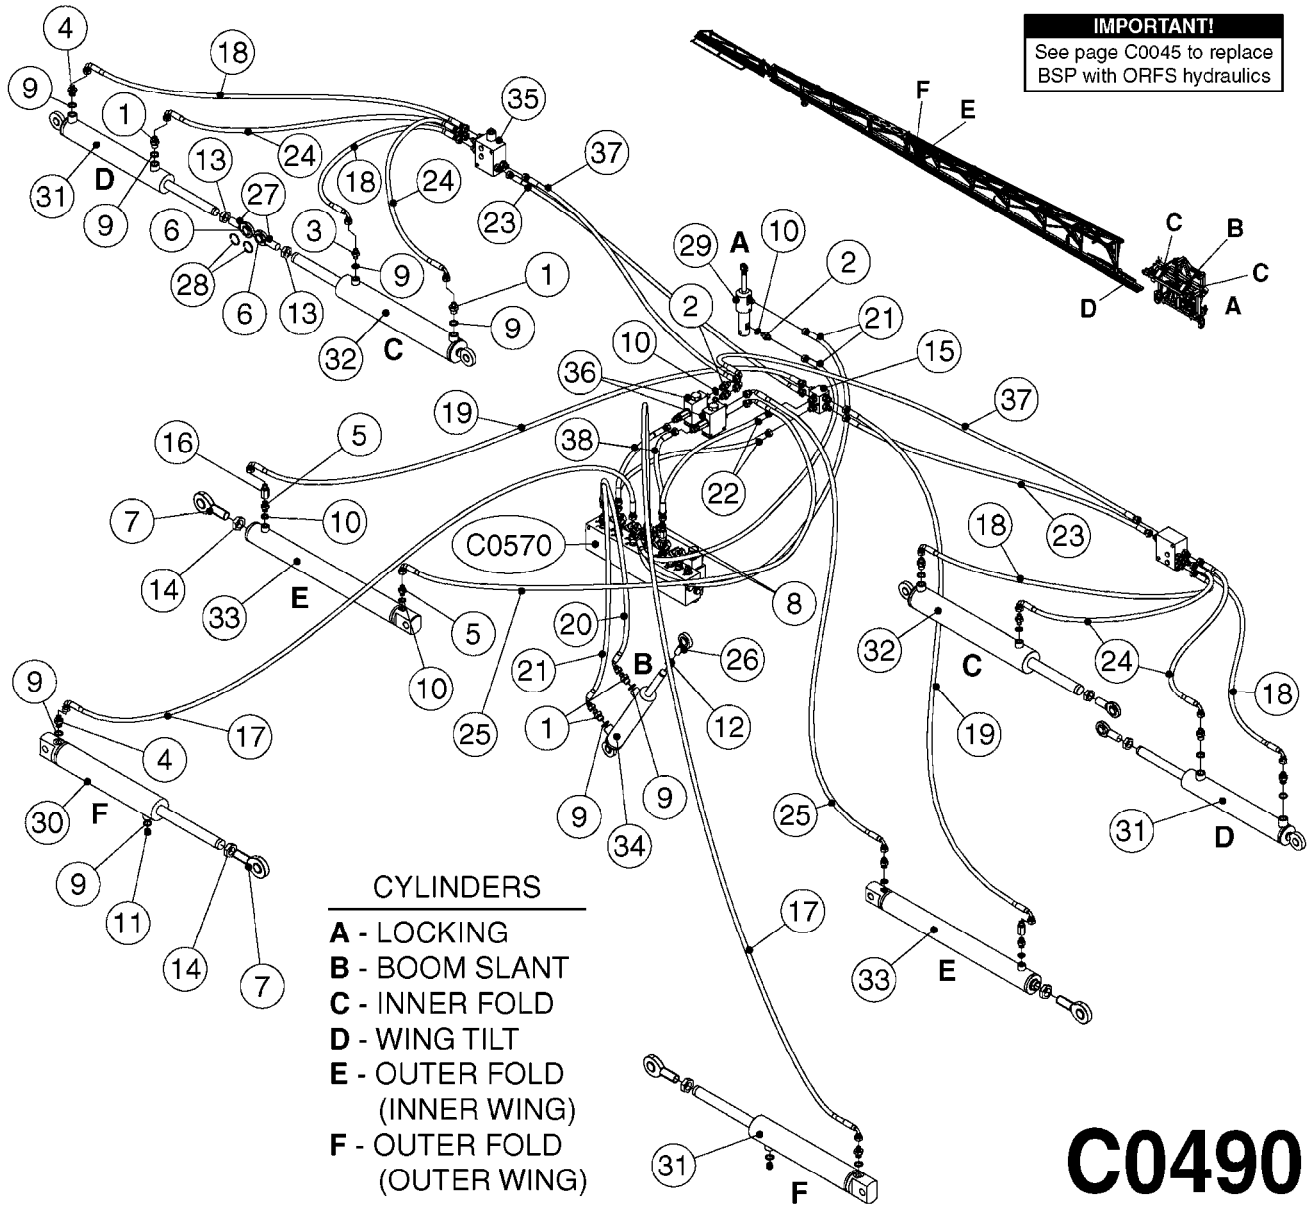 IMPORTANT!
See page C0045 to replace
BSP with ORFS hydraulics
4
18
9
1
35
37
F
E
31
D
13
27
24
18
24
23
9
6
3
9
1
28
6
13
9
32
C
29
A
10
2
2
21
10
15
36
C
B
C
D
A
37
16
19
5
38
22
7
10
C0570
18
23
14
33
E
8
32
C
24
5
20
21
B
26
10
9
17
4
25
1
12
19
18
30
F
9
9
34
25
31
D
9
11
14
7
17
33
E
31
F
CYLINDERS
A - LOCKING
B - BOOM SLANT
C - INNER FOLD
D - WING TILT
E - OUTER FOLD
(INNER WING)
F - OUTER FOLD
(OUTER WING)
C0490